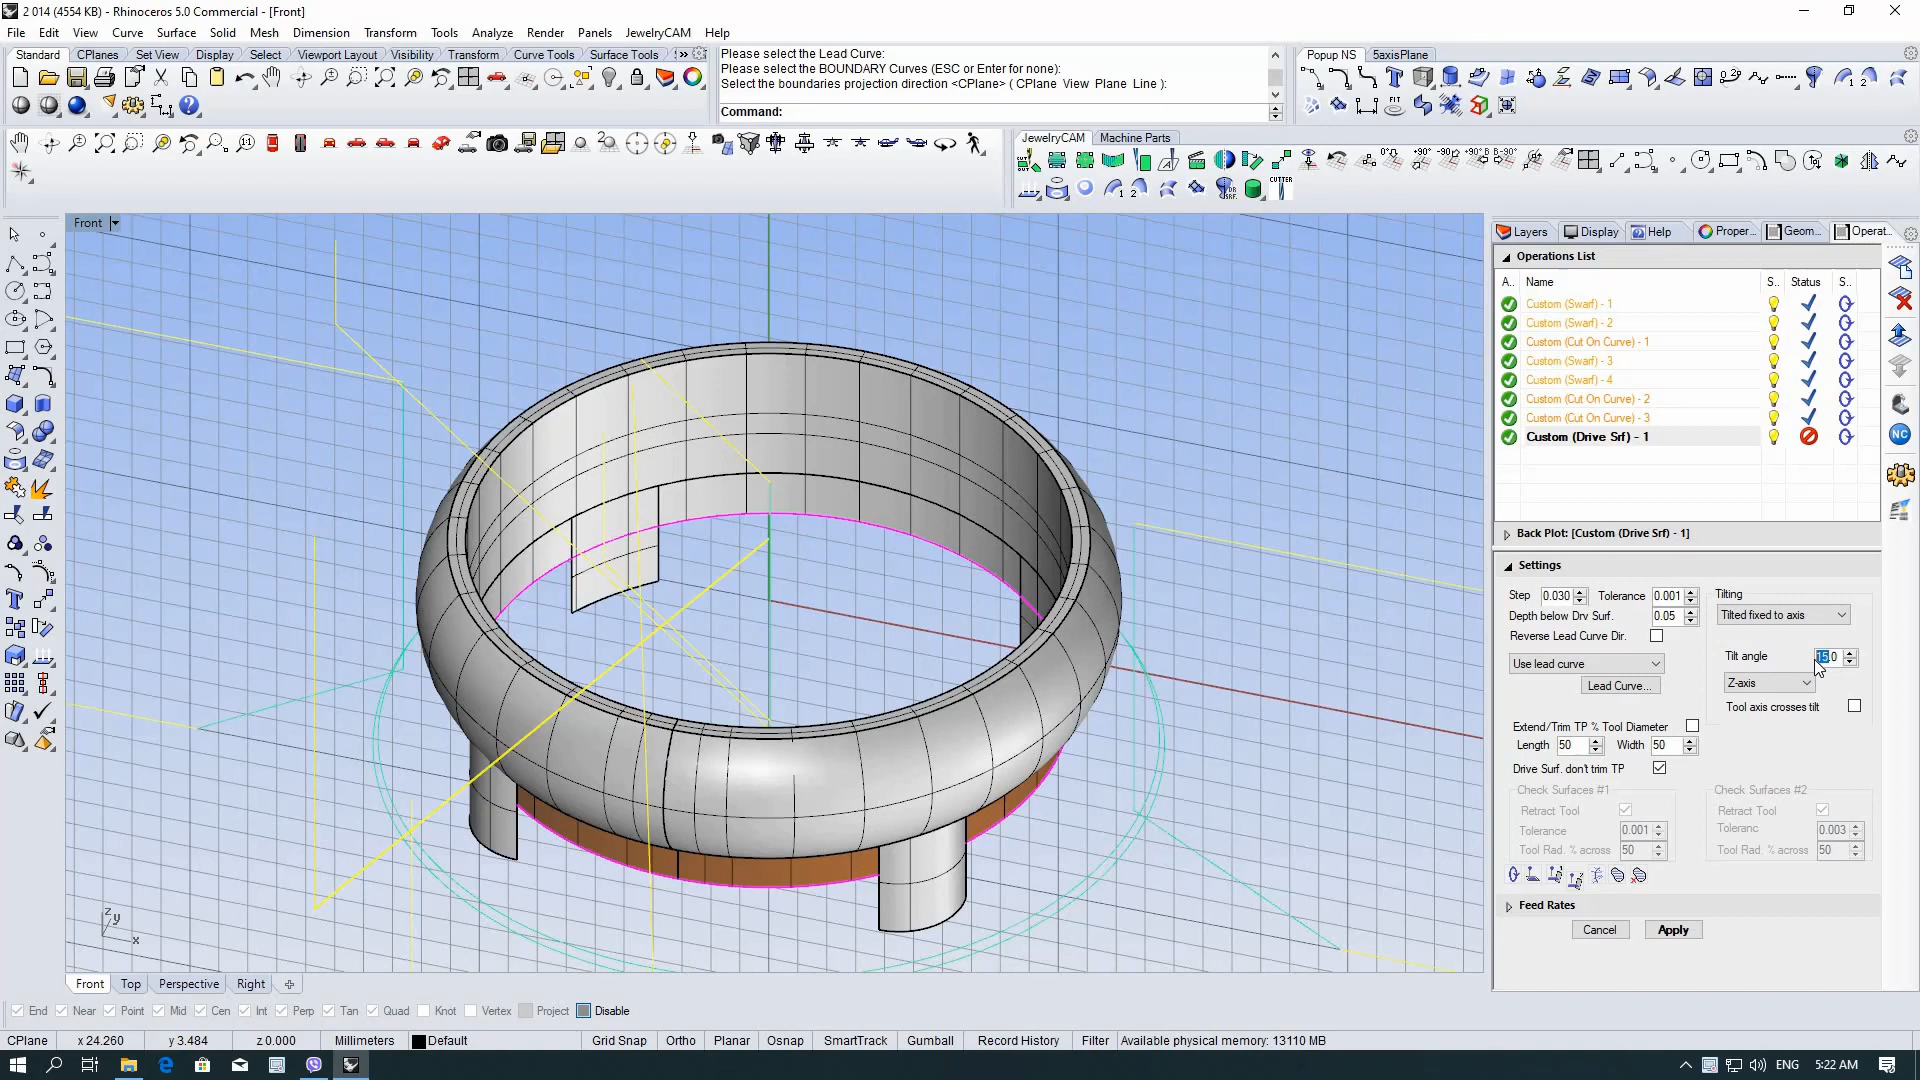 2 014 (4554 KB) - Rhinoceros 5.0 Commercial - [Front]
File Edit View Curve Surface Solid Mesh Dimension Transform Tools Analyze Render Panels JewelryCAM Help
Standard CPlanes Set View Display Select Viewport Layout Visibility Transform Curve Tools Surface Tools
Please select the Lead Curve:
Please select the BOUNDARY Curves (ESC or Enter for none):
Select the boundaries projection direction <CPlane> ( CPlane View Plane Line ):
Command:
Popup NS 5axisPlane
JewelryCAM Machine Parts
Front
Layers Display Help Proper... Geom... Operat...
Operations List
A.. Name S.. Status S..
Custom (Swarf) - 1
Custom (Swarf) - 2
Custom (Cut On Curve) - 1
Custom (Swarf) - 3
Custom (Swarf) - 4
Custom (Cut On Curve) - 2
Custom (Cut On Curve) - 3
Custom (Drive Srf) - 1
NC
Back Plot: [Custom (Drive Srf) - 1]
Settings
Step 0.030 Tolerance 0.001
Depth below Drv Surf. 0.05
Reverse Lead Curve Dir.
Use lead curve
Lead Curve...
Tilting
Tilted fixed to axis
Tilt angle 15.0
Z-axis
Tool axis crosses tilt
Extend/Trim TP % Tool Diameter
Length 50 Width 50
Drive Surf. don't trim TP
Check Surfaces #1 Check Surfaces #2
Retract Tool Retract Tool
Tolerance 0.001 Toleranc 0.003
Tool Rad. % across 50 Tool Rad. % across 50
Feed Rates
Cancel Apply
z y x
Front Top Perspective Right
End Near Point Mid Cen Int Perp Tan Quad Knot Vertex Project Disable
CPlane x 24.260 y 3.484 z 0.000 Millimeters Default Grid Snap Ortho Planar Osnap SmartTrack Gumball Record History Filter Available physical memory: 13110 MB
ENG 5:22 AM